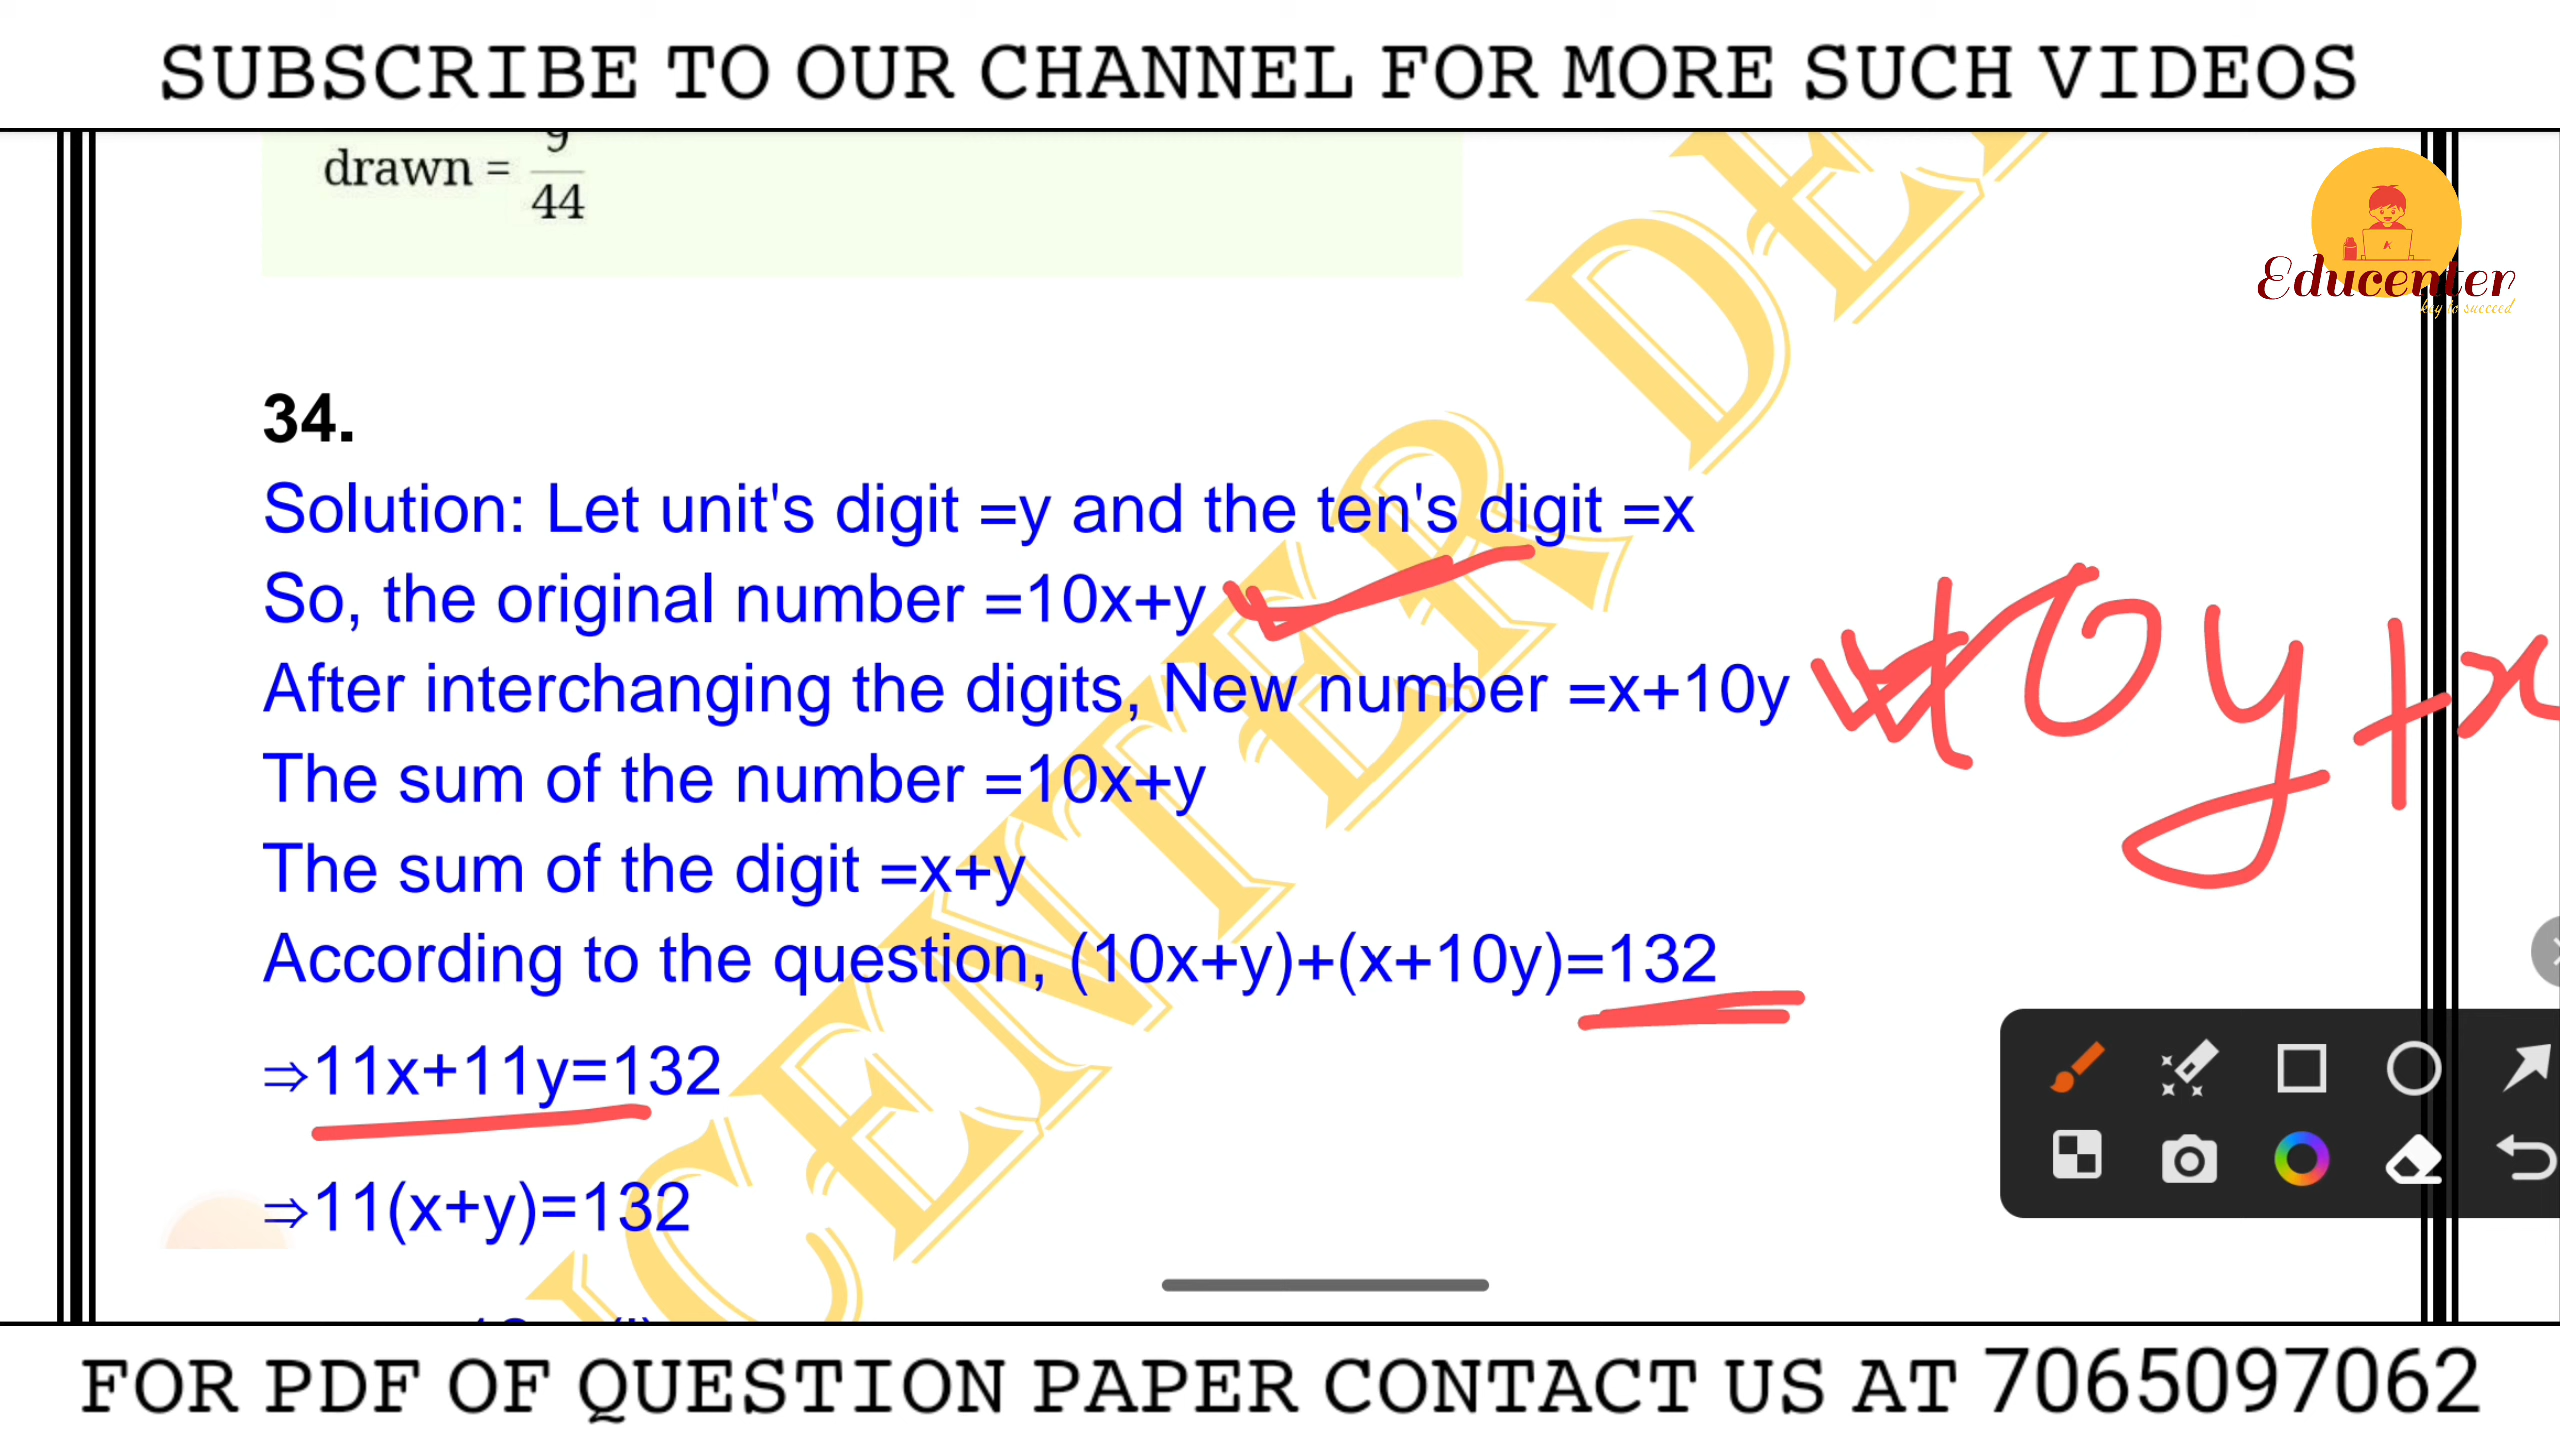 SUBSCRIBE TO OUR CHANNEL FOR MORE SUCH VIDEOS
drawn = 9/44
Educenter
key to succeed
34.
Solution: Let unit's digit =y and the ten's digit =x
So, the original number =10x+y
After interchanging the digits, New number =x+10y
10y+x
The sum of the number =10x+y
The sum of the digit =x+y
According to the question, (10x+y)+(x+10y)=132
⇒11x+11y=132
⇒11(x+y)=132
FOR PDF OF QUESTION PAPER CONTACT US AT 7065097062